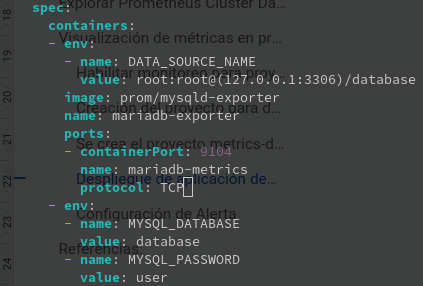 Explorar Prometheus Cluster Da...
spec:
containers:
Visualización de métricas en pr...
- env:
- name: DATA_SOURCE_NAME
Habilitar monitoreo para proy...
value: root:root@(127.0.0.1:3306)/database
image: prom/mysqld-exporter
Creación del proyecto para d...
name: mariadb-exporter
ports:
Se crea el proyecto metrics-d...
- containerPort: 9104
name: mariadb-metrics
Despliegue de aplicación de...
protocol: TCP
- env:
Configuración de Alerta
- name: MYSQL_DATABASE
value: database
Referencias
- name: MYSQL_PASSWORD
value: user
18
19
20
21
22
23
24